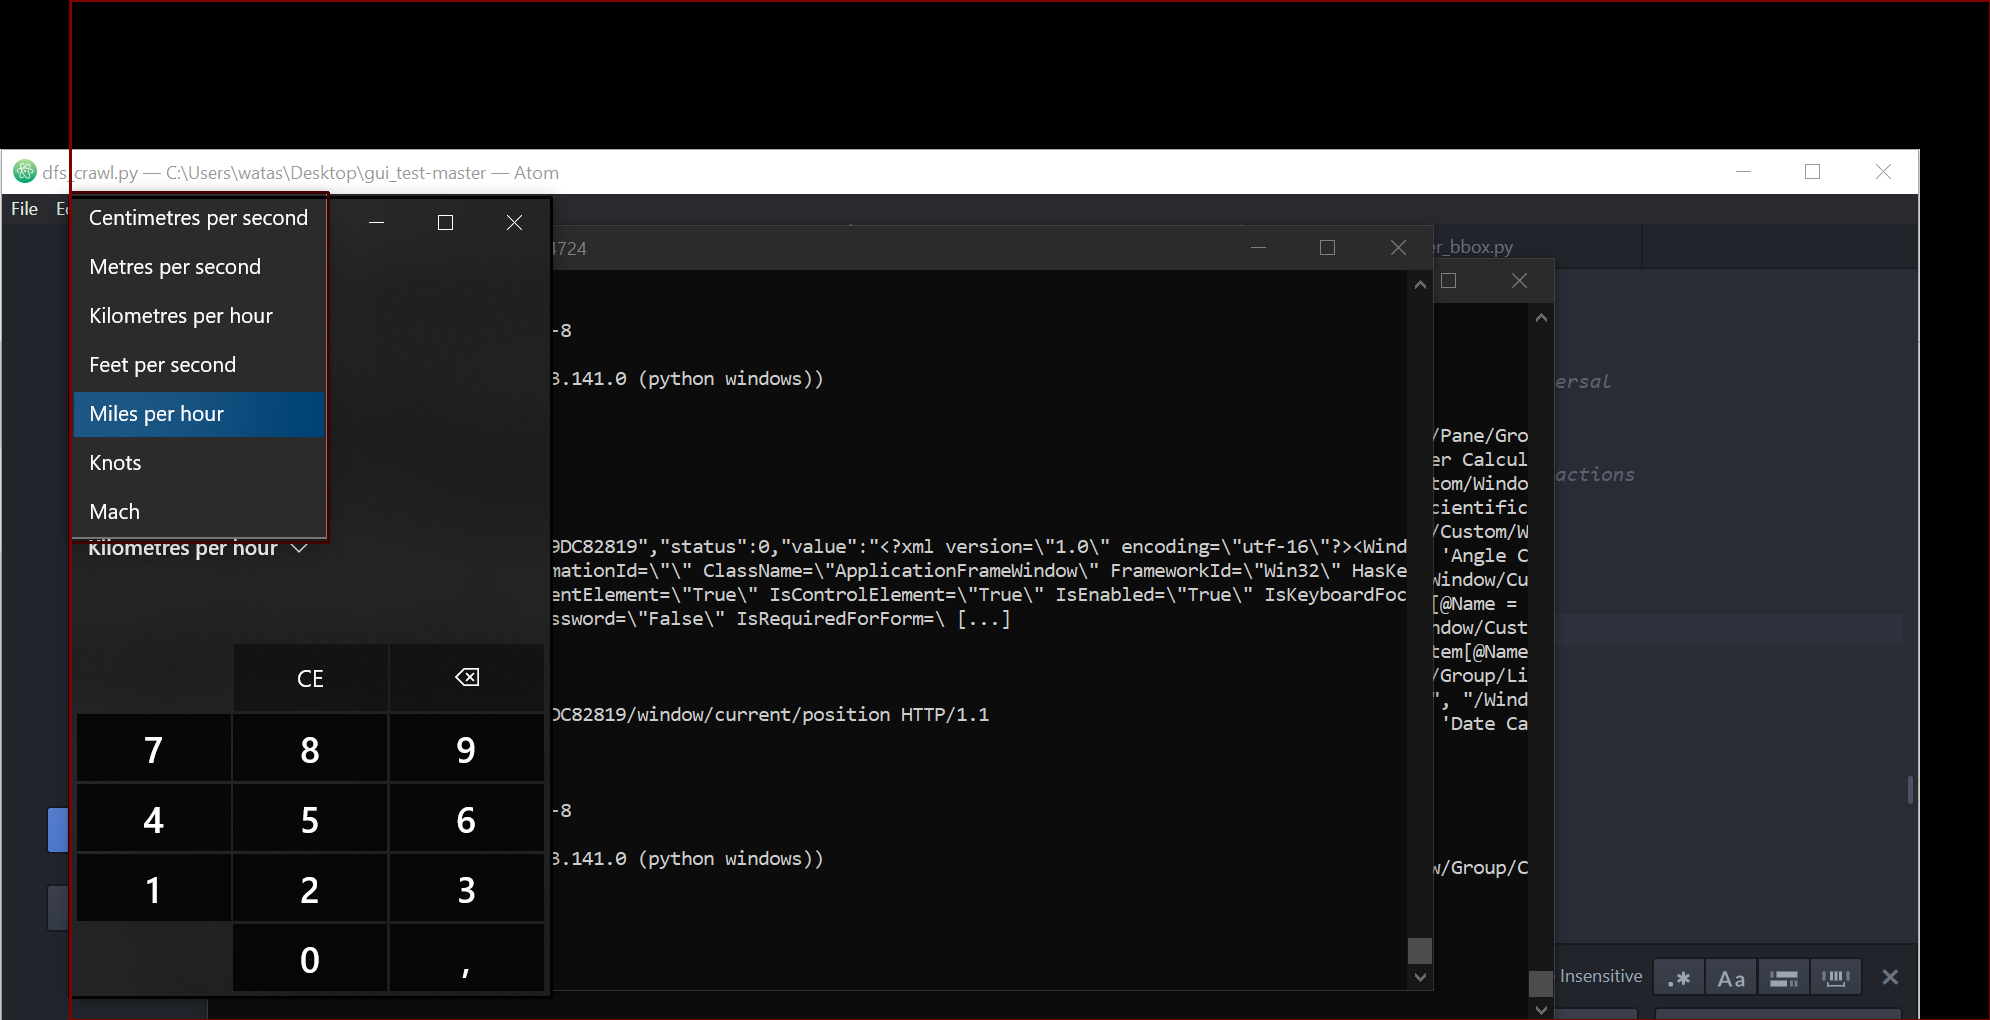 dfs_crawl.py — C:\Users\watas\Desktop\gui_test-master — Atom
File
Centimetres per second
Metres per second
Kilometres per hour
Feet per second
Miles per hour
Knots
Mach
Kilometres per hour
CE
7 8 9
4 5 6
1 2 3
0 ,
4724
-8
3.141.0 (python windows))
9DC82819","status":0,"value":"<?xml version=\"1.0\" encoding=\"utf-16\"?><Wind
mationId=\"\" ClassName=\"ApplicationFrameWindow\" FrameworkId=\"Win32\" HasKe
entElement=\"True\" IsControlElement=\"True\" IsEnabled=\"True\" IsKeyboardFoc
ssword=\"False\" IsRequiredForForm=\ [...]
DC82819/window/current/position HTTP/1.1
-8
3.141.0 (python windows))
er_bbox.py
/Pane/Gro
er Calcul
tom/Windo
cientific
/Custom/W
'Angle C
Window/Cu
[@Name =
ndow/Cust
tem[@Name
/Group/Li
", "/Wind
'Date Ca
w/Group/C
ersal
actions
Insensitive
.* Aa